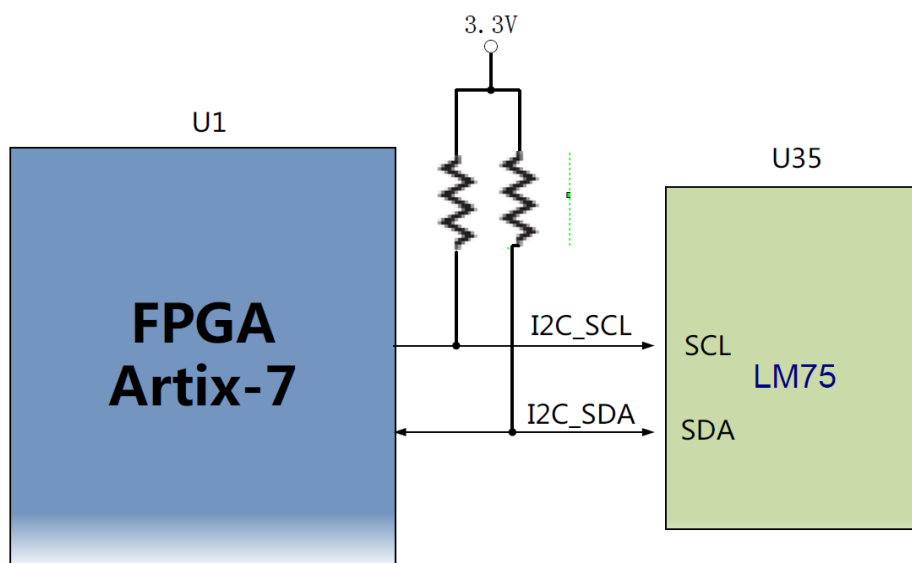 3.3V
U1
U35
FPGA
Artix-7
I2C_SCL
SCL
LM75
I2C_SDA
SDA